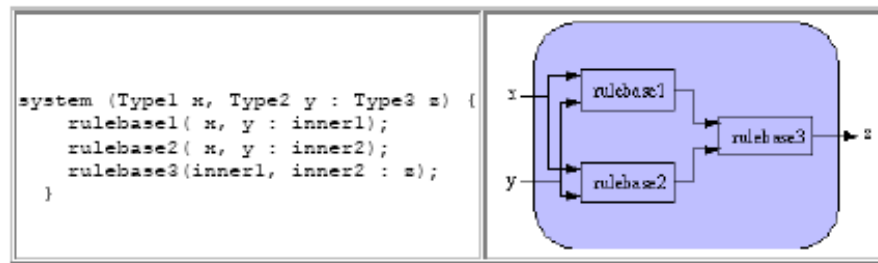 system (Type1 x, Type2 y : Type3 z) {
rulebase1( x, y : inner1);
rulebase2( x, y : inner2);
rulebase3(inner1, inner2 : z);
}
x
y
rulebase1
rulebase2
rulebase3
z